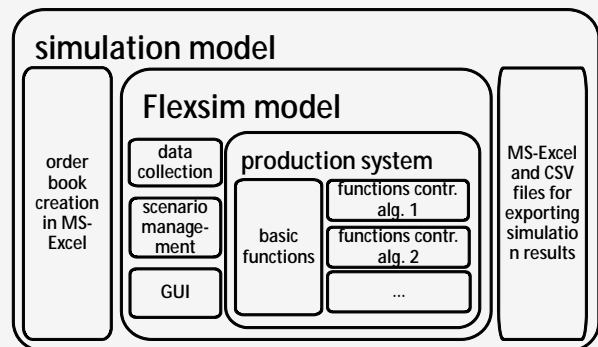 simulation model
order
book
creation
in MS-
Excel
Flexsim model
data
collection
scenario
manage-
ment
GUI
production system
basic
functions
functions contr.
alg. 1
functions contr.
alg. 2
...
MS-Excel
and CSV
files for
exporting
simulatio
n results